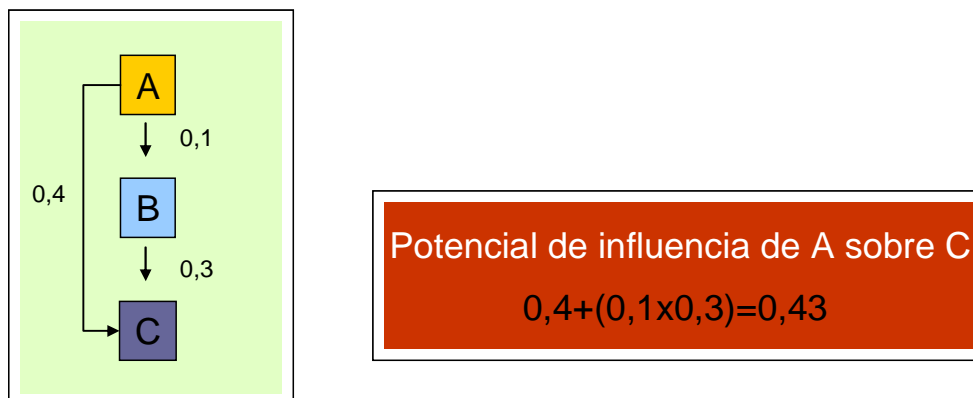 A
0,1
0,4
B
0,3
C
Potencial de influencia de A sobre C
0,4+(0,1x0,3)=0,43